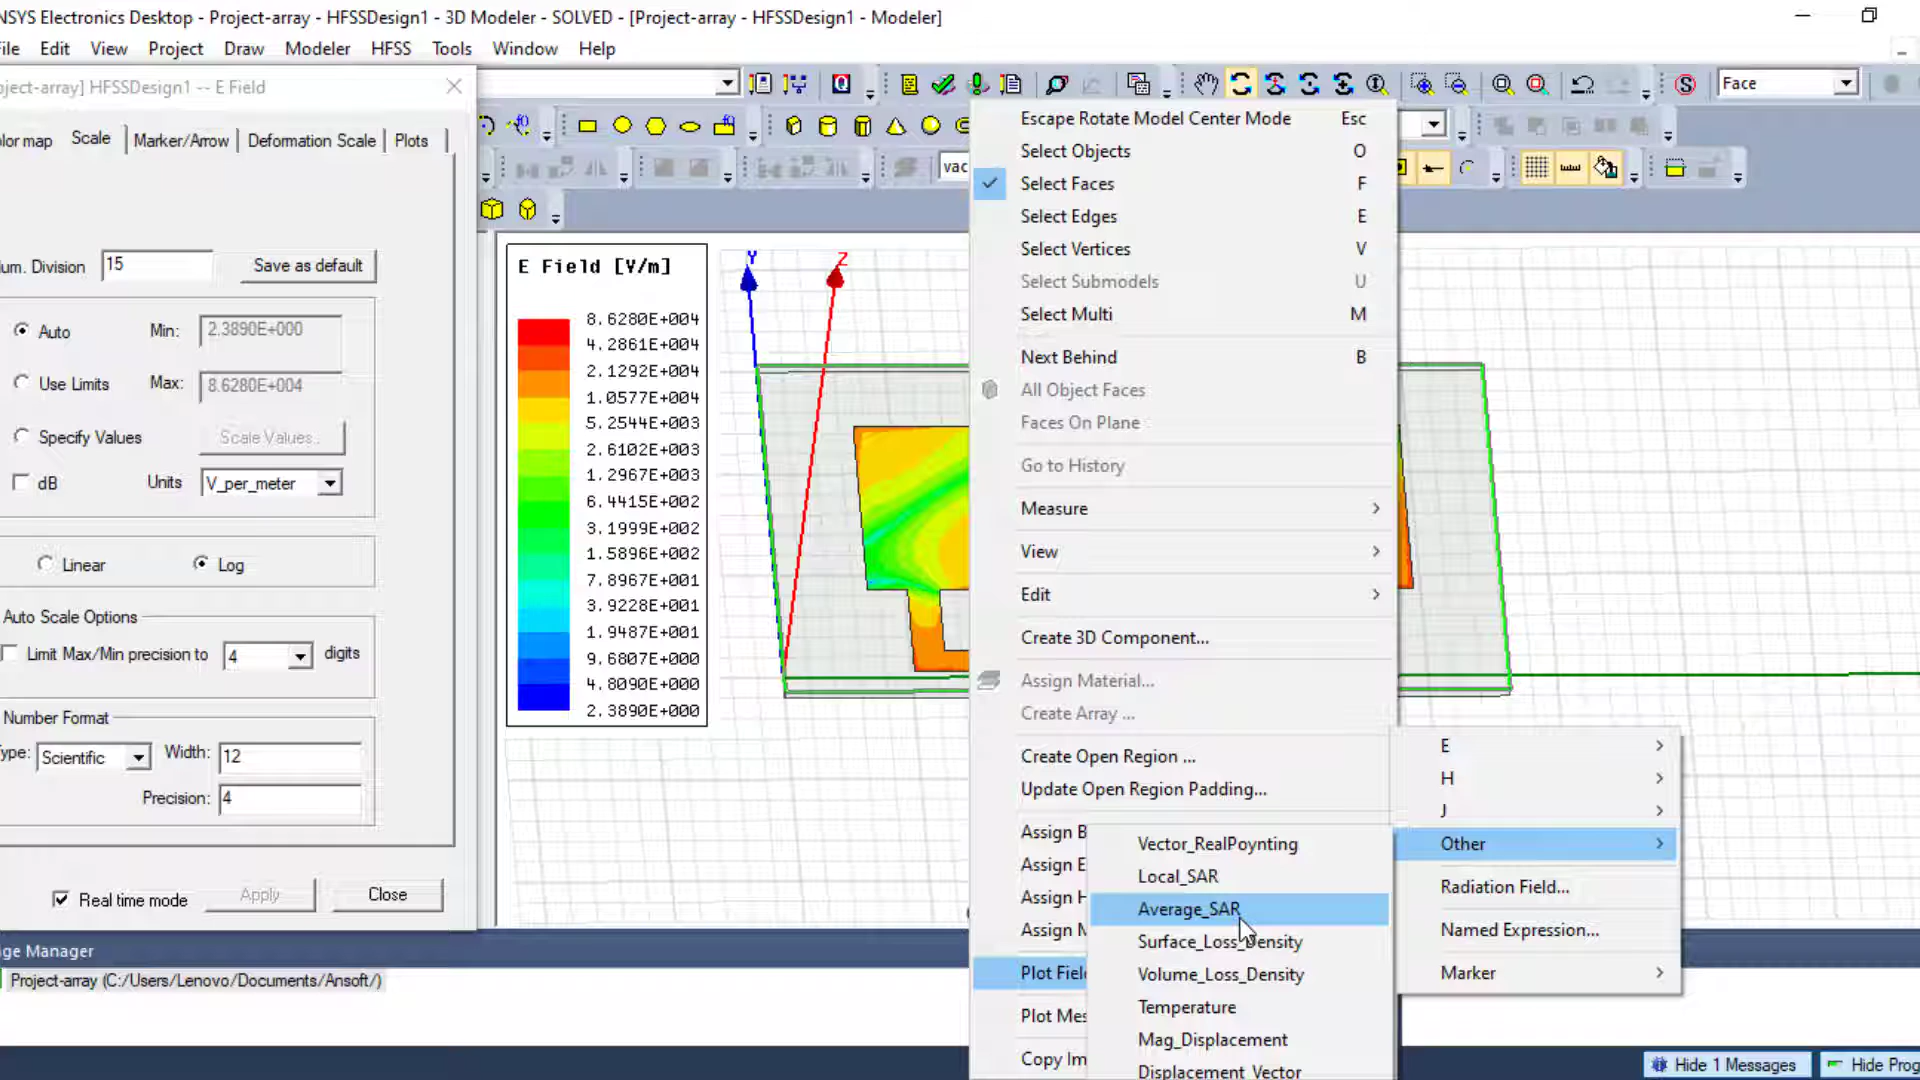 NSYS Electronics Desktop - Project-array - HFSSDesign1 - 3D Modeler - SOLVED - [Project-array - HFSSDesign1 - Modeler]
File Edit View Project Draw Modeler HFSS Tools Window Help
oject-array] HFSSDesign1 -- E Field
olor map Scale Marker/Arrow Deformation Scale Plots
um. Division 15 Save as default
Auto Min: 2.3890E+000
Use Limits Max: 8.6280E+004
Specify Values Scale Values..
dB Units V_per_meter
Linear Log
Auto Scale Options
Limit Max/Min precision to 4 digits
Number Format
Type: Scientific Width: 12
Precision: 4
Real time mode Apply Close
Face
vac
E Field [V/m]
8.6280E+004
4.2861E+004
2.1292E+004
1.0577E+004
5.2544E+003
2.6102E+003
1.2967E+003
6.4415E+002
3.1999E+002
1.5896E+002
7.8967E+001
3.9228E+001
1.9487E+001
9.6807E+000
4.8090E+000
2.3890E+000
Y
Z
Escape Rotate Model Center Mode Esc
Select Objects O
Select Faces F
Select Edges E
Select Vertices V
Select Submodels U
Select Multi M
Next Behind B
All Object Faces
Faces On Plane
Go to History
Measure
View
Edit
Create 3D Component...
Assign Material...
Create Array ...
Create Open Region ...
Update Open Region Padding...
Assign B
Assign E
Assign H
Assign M
Plot Fiel
Plot Mes
Copy Im
Vector_RealPoynting
Local_SAR
Average_SAR
Surface_Loss_Density
Volume_Loss_Density
Temperature
Mag_Displacement
Displacement_Vector
E
H
J
Other
Radiation Field...
Named Expression...
Marker
ge Manager
Project-array (C:/Users/Lenovo/Documents/Ansoft/)
Hide 1 Messages Hide Prog